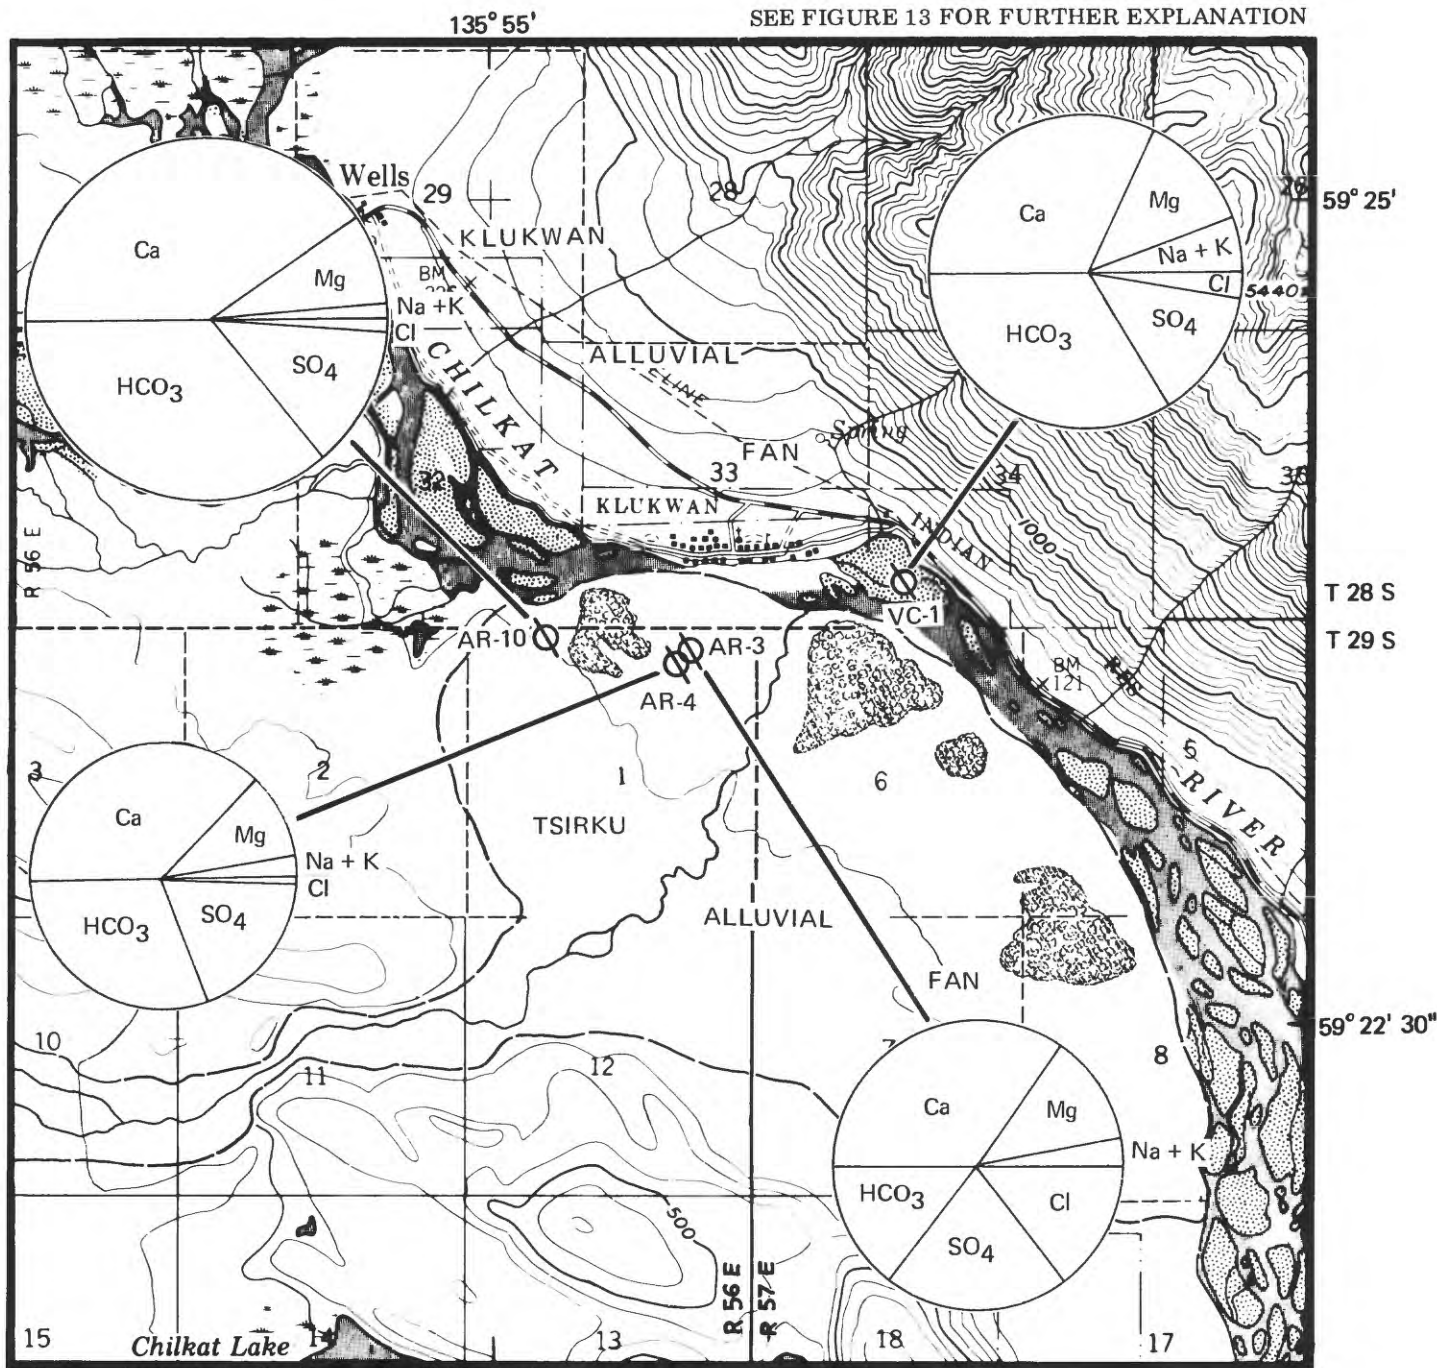 SEE FIGURE 13 FOR FURTHER EXPLANATION
135° 55'
59° 25'
Wells
29
28
KLUKWAN
BM
Ca
Mg
Na + K
Cl
SO4
HCO3
Ca
Mg
Na + K
Cl
SO4
HCO3
5440
ALLUVIAL
LINE
CHILKAT
Spring
FAN
33
34
32
KLUKWAN
INDIAN
1000
R 56 E
T 28 S
T 29 S
VC-1
AR-10
AR-3
AR-4
BM
121
RES
RIVER
3
2
1
6
5
TSIRKU
ALLUVIAL
FAN
Ca
Mg
Na + K
Cl
SO4
HCO3
59° 22' 30"
10
11
12
7
8
Ca
Mg
Na + K
Cl
SO4
HCO3
500
R 56 E
R 57 E
15
14
13
18
17
Chilkat Lake